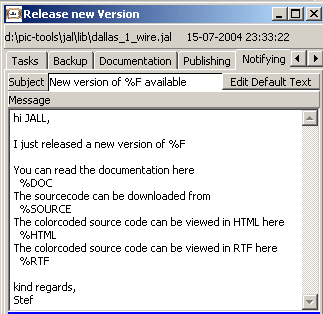 Release new Version
d:\pic-tools\jal\lib\dallas_1_wire.jal 15-07-2004 23:33:22
Tasks Backup Documentation Publishing Notifying
Subject New version of %F available Edit Default Text
Message
hi JALL,
I just released a new version of %F
You can read the documentation here
%DOC
The sourcecode can be downloaded from
%SOURCE
The colorcoded source code can be viewed in HTML here
%HTML
The colorcoded source code can be viewed in RTF here
%RTF
kind regards,
Stef